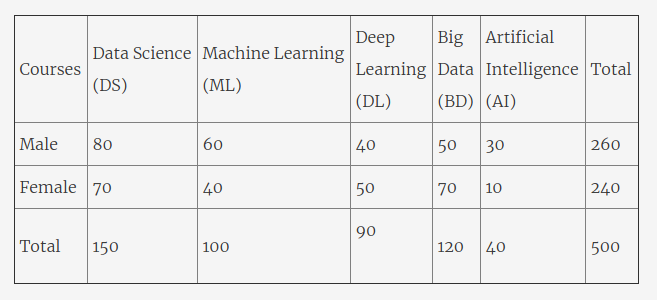 Courses
Data Science
(DS)
Machine Learning
(ML)
Deep
Learning
(DL)
Big
Data
(BD)
Artificial
Intelligence
(AI)
Total
Male 80 60 40 50 30 260
Female 70 40 50 70 10 240
Total 150 100 90 120 40 500